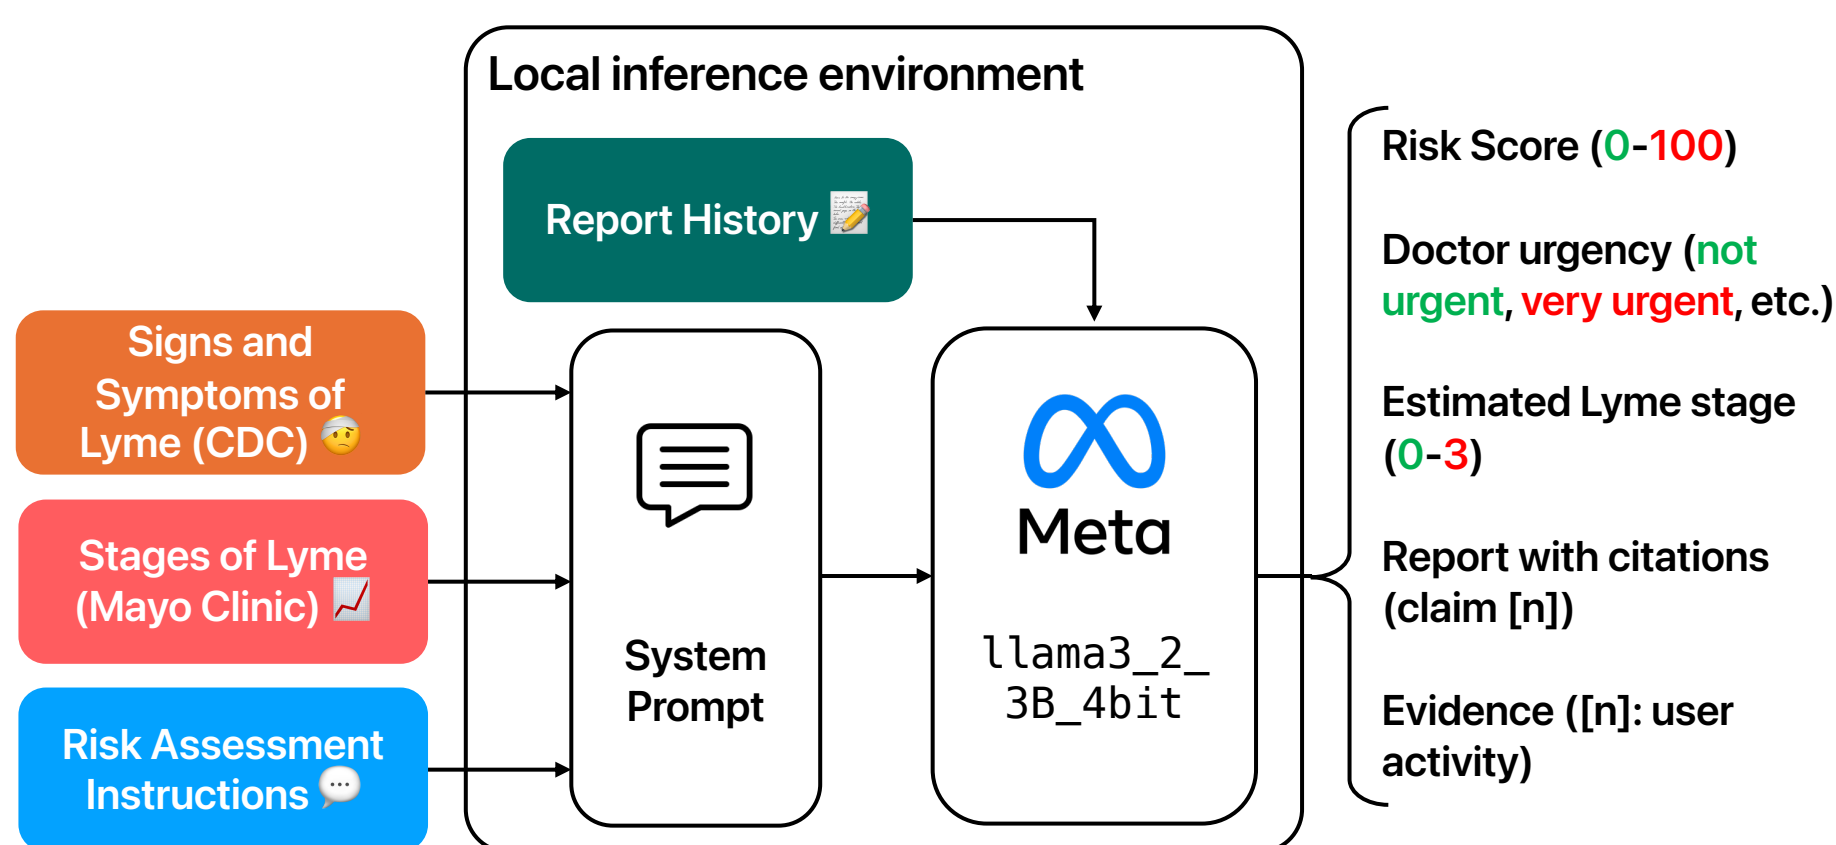 Local inference environment
Report History
Signs and
Symptoms of
Lyme (CDC)
Stages of Lyme
(Mayo Clinic)
Risk Assessment
Instructions
System
Prompt
Meta
llama3_2_
3B_4bit
Risk Score (0-100)
Doctor urgency (not
urgent, very urgent, etc.)
Estimated Lyme stage
(0-3)
Report with citations
(claim [n])
Evidence ([n]: user
activity)